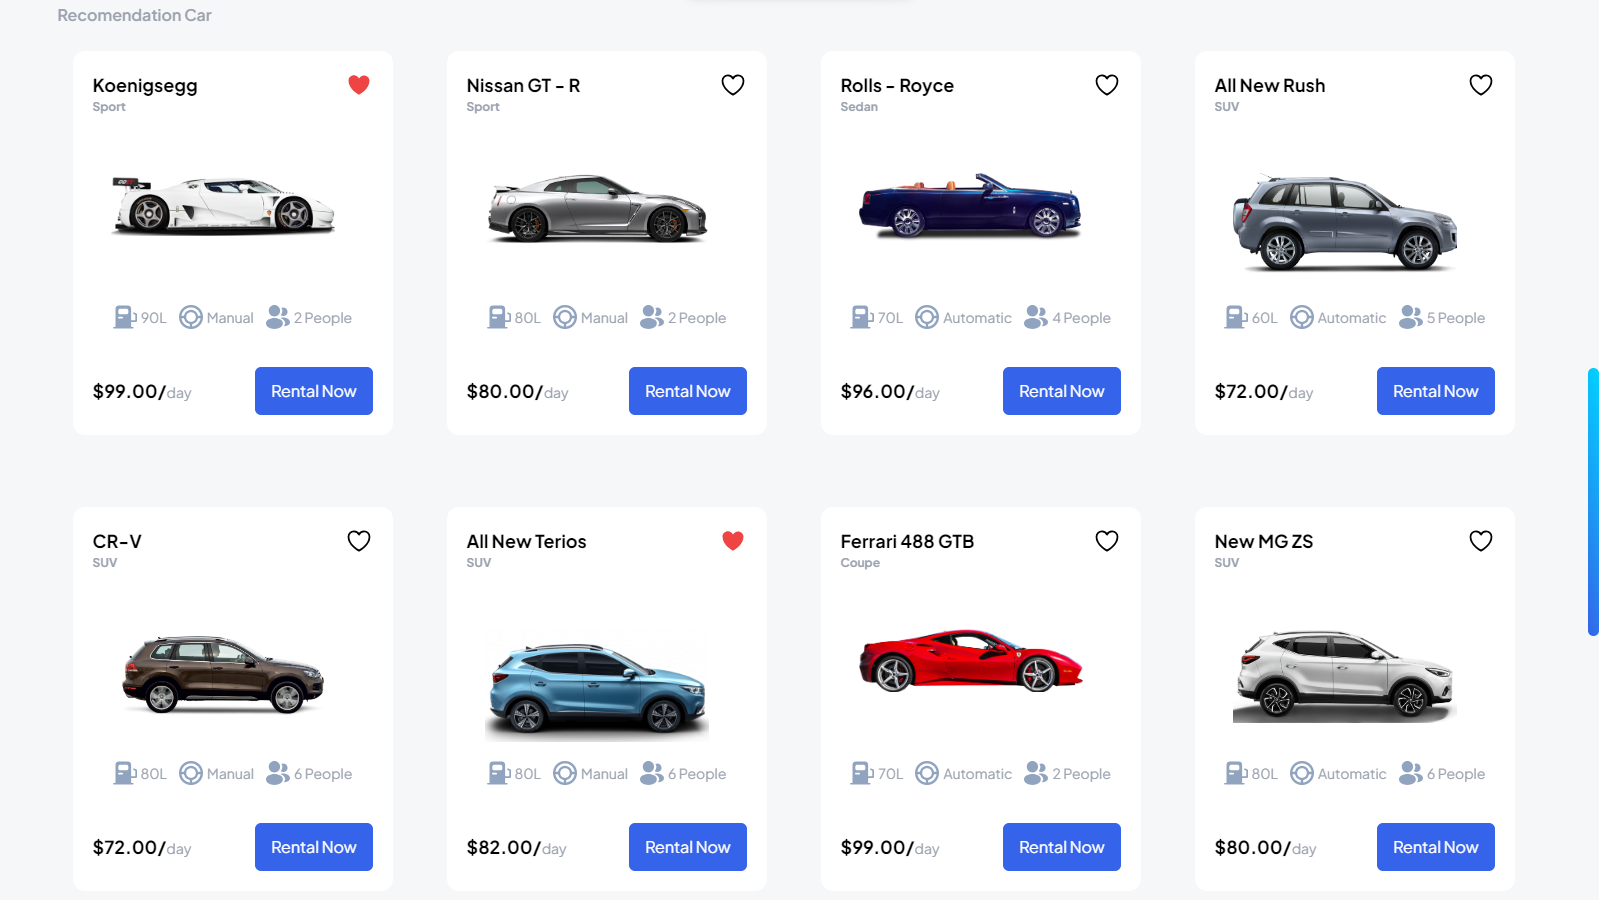 Recomendation Car
Koenigsegg
Sport
90L Manual 2 People
$99.00/day Rental Now
Nissan GT - R
Sport
80L Manual 2 People
$80.00/day Rental Now
Rolls - Royce
Sedan
70L Automatic 4 People
$96.00/day Rental Now
All New Rush
SUV
60L Automatic 5 People
$72.00/day Rental Now
CR-V
SUV
80L Manual 6 People
$72.00/day Rental Now
All New Terios
SUV
80L Manual 6 People
$82.00/day Rental Now
Ferrari 488 GTB
Coupe
70L Automatic 2 People
$99.00/day Rental Now
New MG ZS
SUV
80L Automatic 6 People
$80.00/day Rental Now